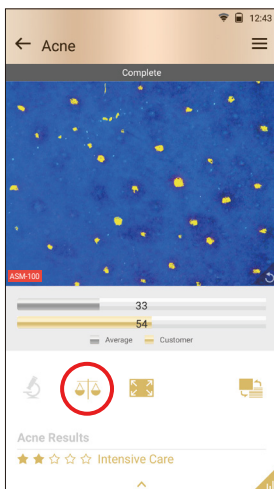 12:43
Acne
Complete
ASM-100
33
54
Average Customer
Acne Results
Intensive Care